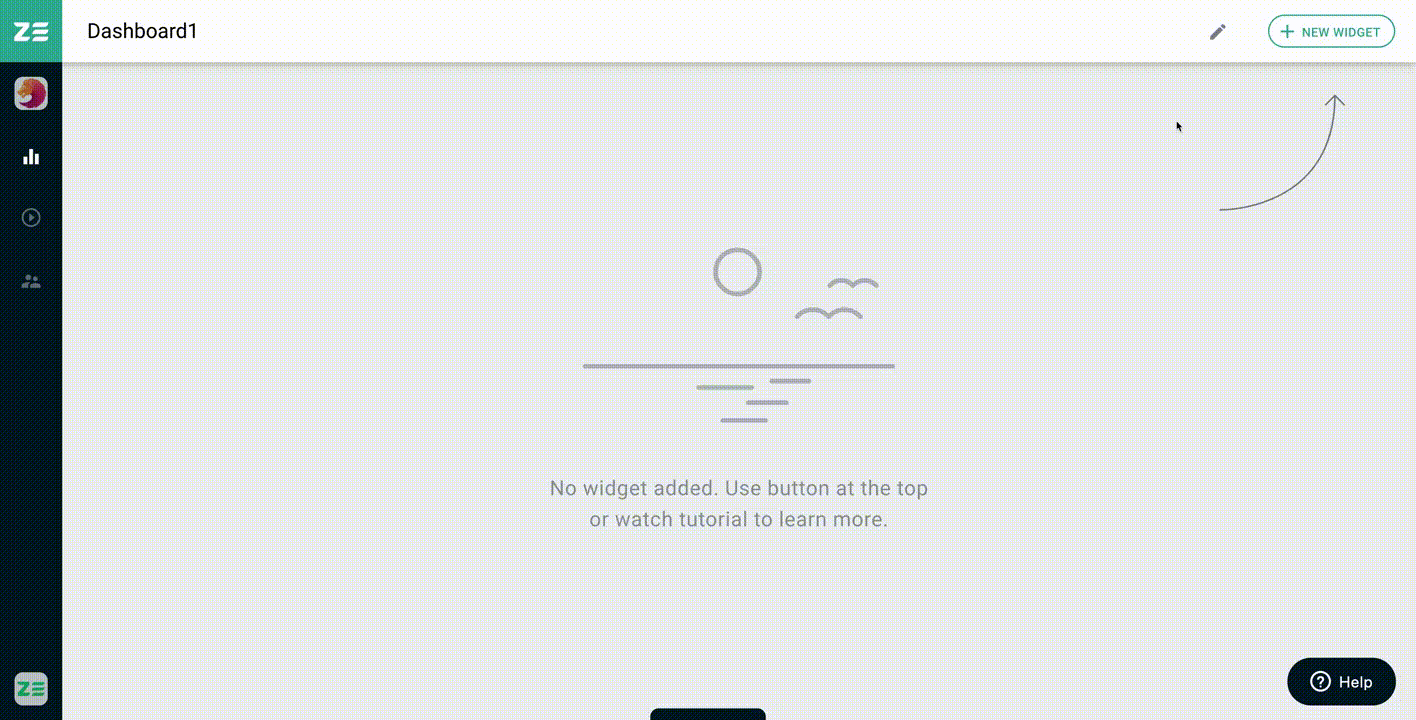 ZE
Dashboard1
NEW WIDGET
No widget added. Use button at the top
or watch tutorial to learn more.
ZE
Help